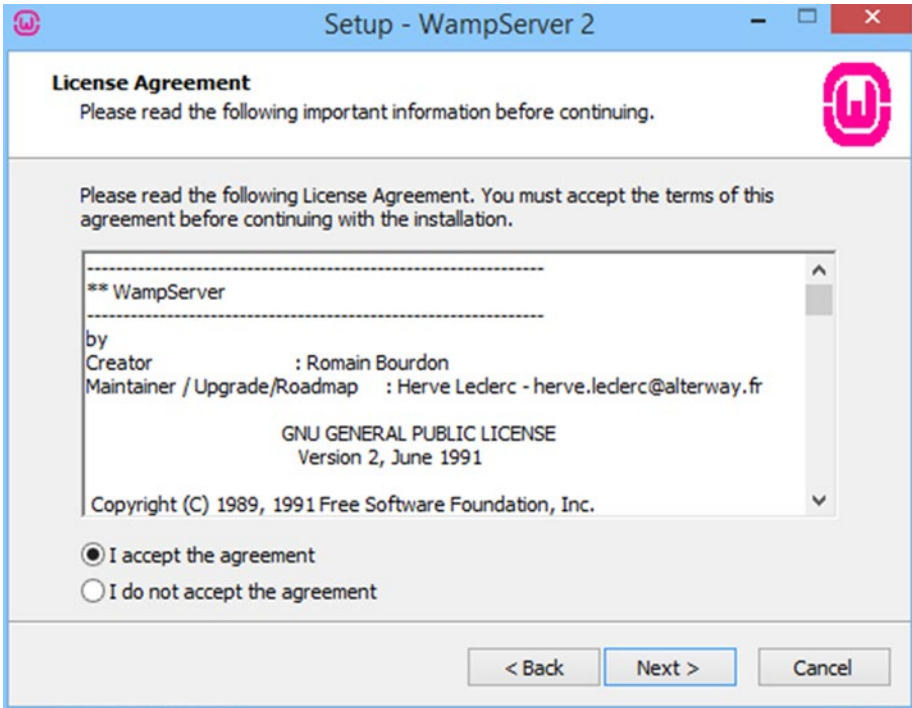 Setup - WampServer 2
License Agreement
Please read the following important information before continuing.
Please read the following License Agreement. You must accept the terms of this
agreement before continuing with the installation.
---------------------------------------------------------------
** WampServer
---------------------------------------------------------------
by
Creator : Romain Bourdon
Maintainer / Upgrade/Roadmap : Herve Leclerc - herve.leclerc@alterway.fr
GNU GENERAL PUBLIC LICENSE
Version 2, June 1991
Copyright (C) 1989, 1991 Free Software Foundation, Inc.
I accept the agreement
I do not accept the agreement
< Back Next > Cancel